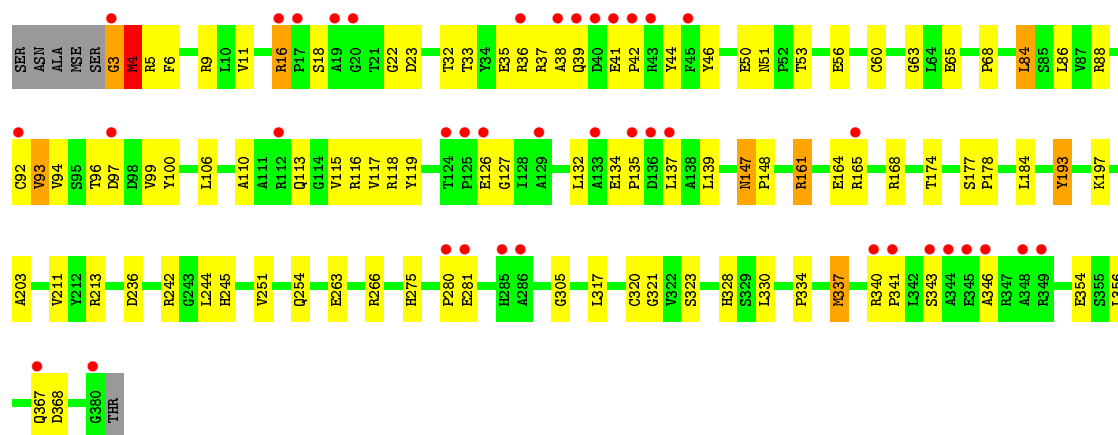 SER ASN ALA MSE SER G3 M4 R5 F6 R9 L10 V11 R16 P17 S18 A19 G20 T21 G22 D23 T32 T33 Y34 E35 R36 R37 A38 Q39 D40 E41 P42 R43 Y44 F45 Y46 E50 N51 P52 T53 E56 C60 G63 L64 E65 P68 L84 S85 L86 V87 R88
C92 V93 V94 S95 T96 D97 D98 V99 Y100 L106 A110 A111 R112 Q113 G114 V115 R116 V117 R118 Y119 T124 P125 E126 G127 I128 A129 L132 A133 E134 P135 D136 L137 A138 L139 N147 P148 R161 E164 R165 R168 T174 S177 P178 L184 Y193 K197
A203 V211 Y212 R213 D236 R242 G243 L244 H245 V251 Q254 E263 R266 H275 P280 E281 H285 A286 G305 L317 C320 G321 V322 S323 H328 S329 L330 P334 M337 R340 P341 L342 S343 A344 E345 A346 R347 A348 R349 E354 S355 L356
Q367 D368 G380 THR